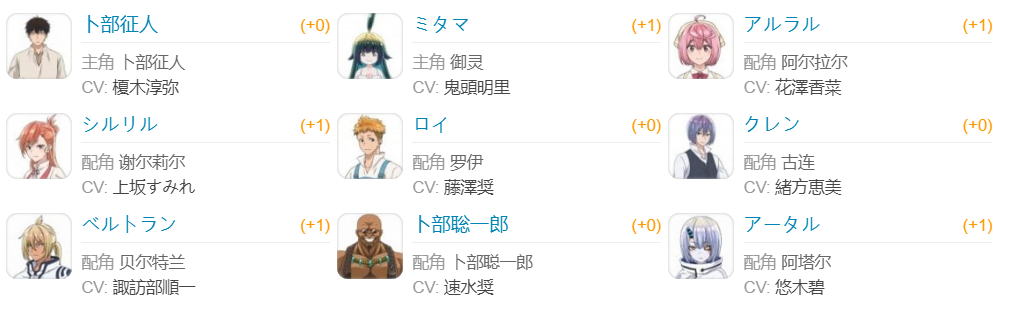 卜部征人 (+0)
主角 卜部征人
CV: 榎木淳弥
ミタマ (+1)
主角 御灵
CV: 鬼頭明里
アルラル (+1)
配角 阿尔拉尔
CV: 花澤香菜
シルリル (+1)
配角 谢尔莉尔
CV: 上坂すみれ
ロイ (+0)
配角 罗伊
CV: 藤澤奨
クレン (+0)
配角 古连
CV: 緒方恵美
ベルトラン (+1)
配角 贝尔特兰
CV: 諏訪部順一
卜部聡一郎 (+0)
配角 卜部聡一郎
CV: 速水奨
アータル (+1)
配角 阿塔尔
CV: 悠木碧